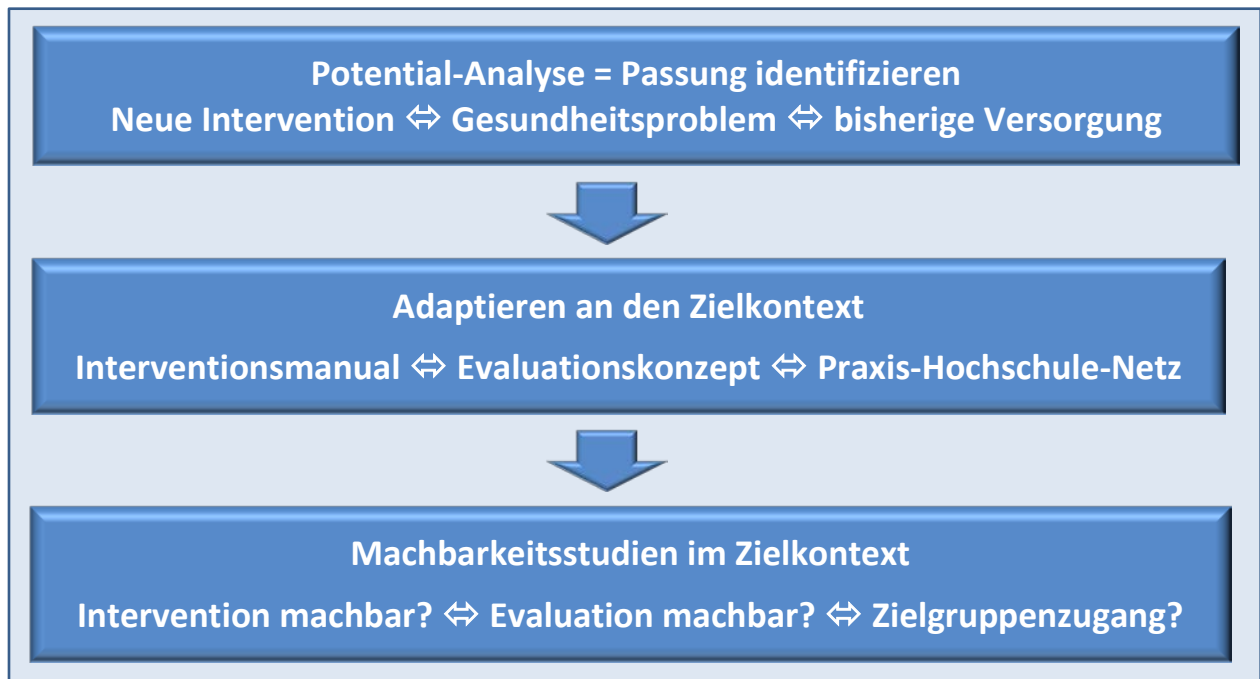 Potential-Analyse = Passung identifizieren
Neue Intervention ⇔ Gesundheitsproblem ⇔ bisherige Versorgung
Adaptieren an den Zielkontext
Interventionsmanual ⇔ Evaluationskonzept ⇔ Praxis-Hochschule-Netz
Machbarkeitsstudien im Zielkontext
Intervention machbar? ⇔ Evaluation machbar? ⇔ Zielgruppenzugang?